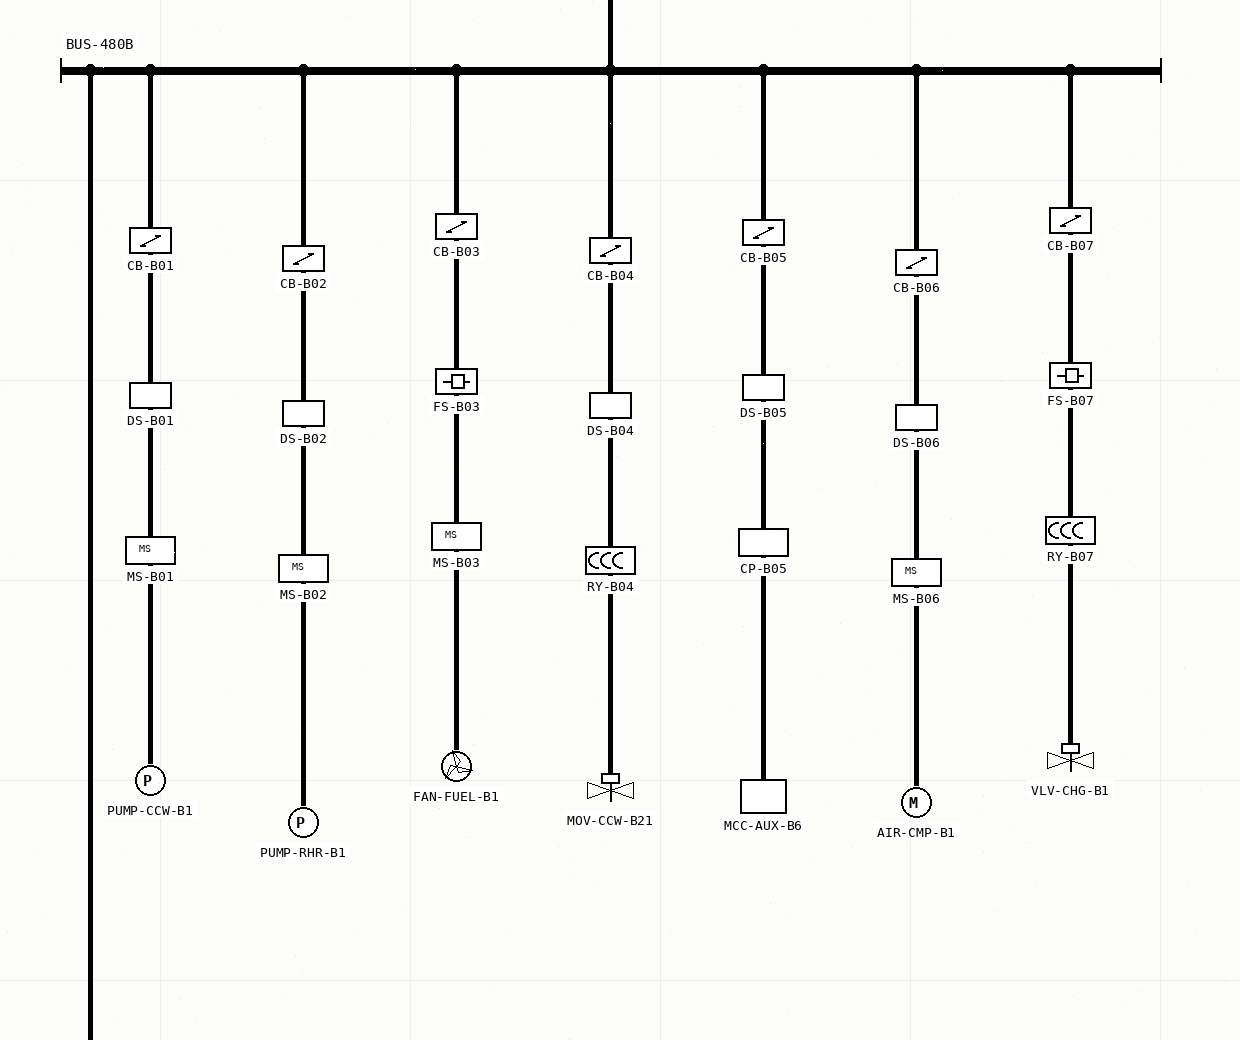 BUS-480B
CB-B01
CB-B02
CB-B03
CB-B04
CB-B05
CB-B06
CB-B07
DS-B01
DS-B02
FS-B03
DS-B04
DS-B05
DS-B06
FS-B07
MS
MS-B01
MS
MS-B02
MS
MS-B03
RY-B04
CP-B05
MS
MS-B06
RY-B07
P
PUMP-CCW-B1
P
PUMP-RHR-B1
FAN-FUEL-B1
MOV-CCW-B21
MCC-AUX-B6
M
AIR-CMP-B1
VLV-CHG-B1